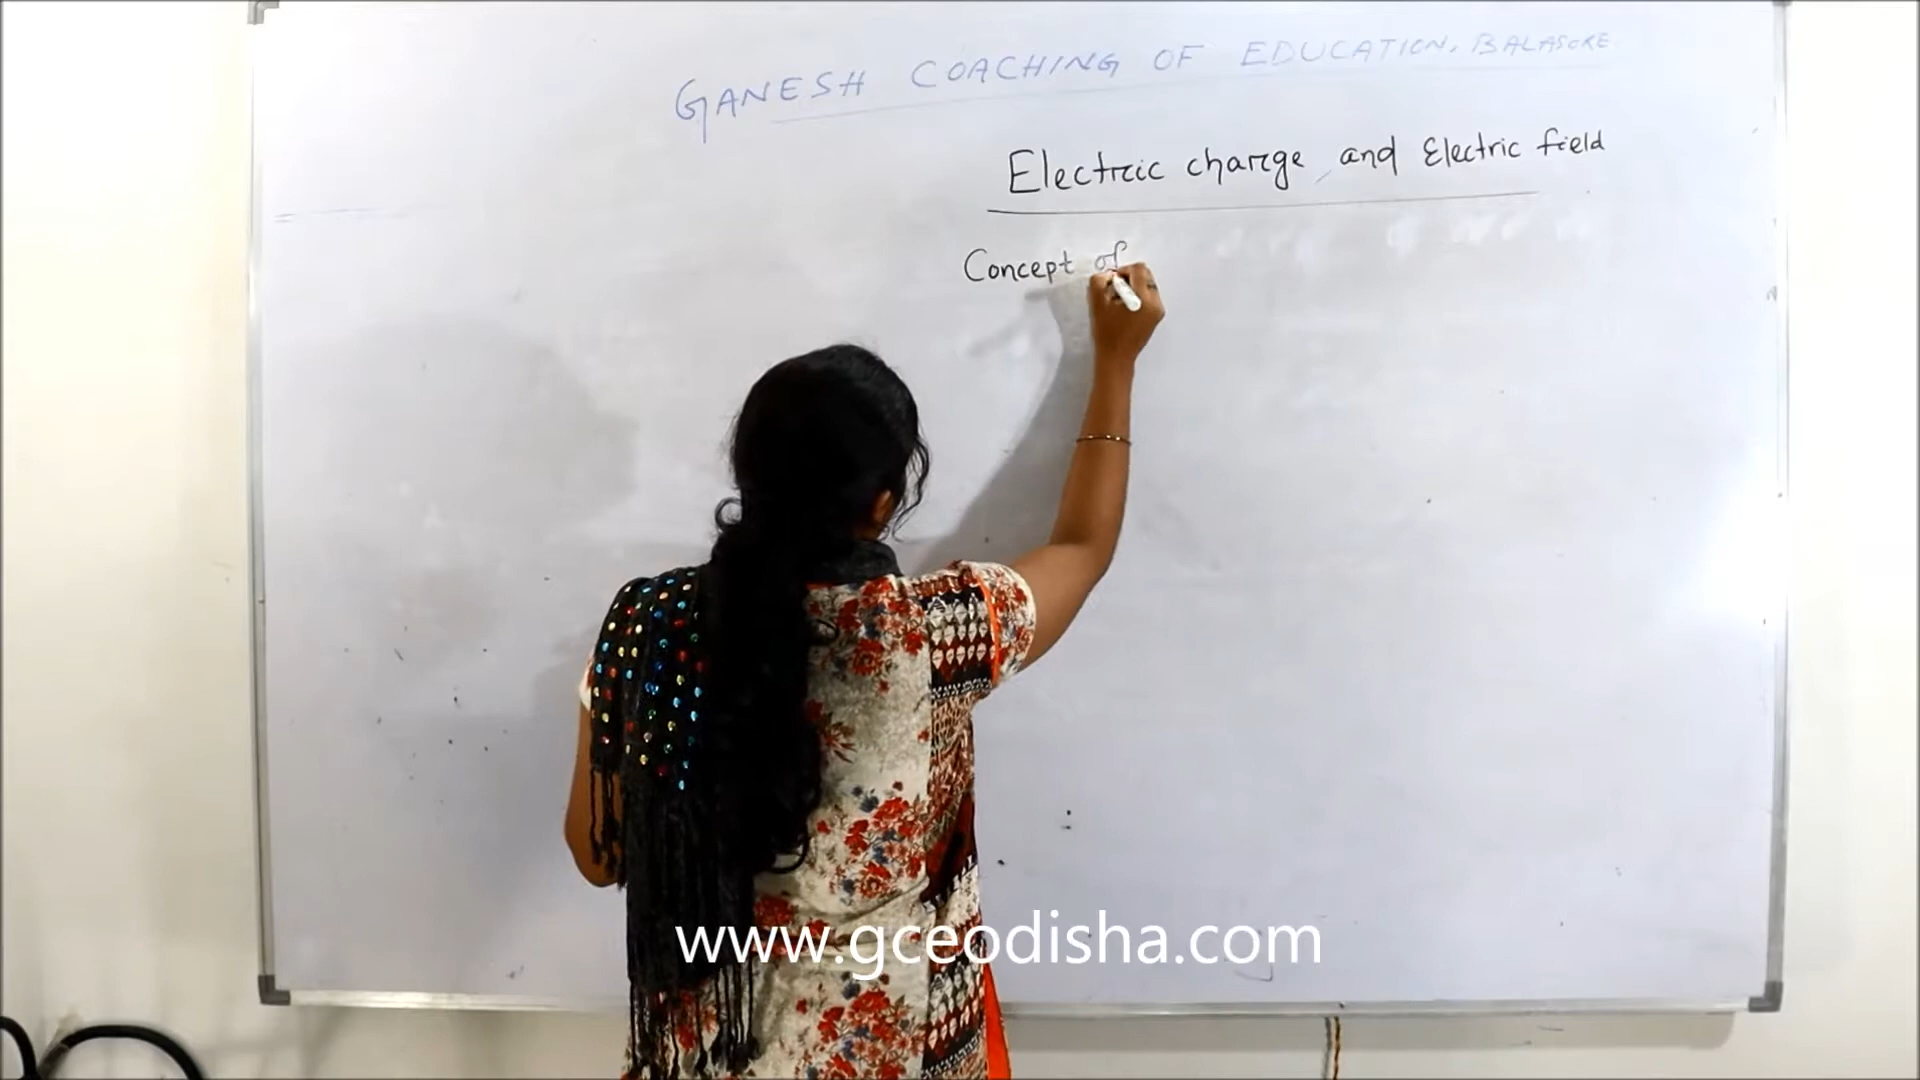 GANESH COACHING OF EDUCATION, BALASORE
Electric charge and Electric field
Concept of
www.gceodisha.com